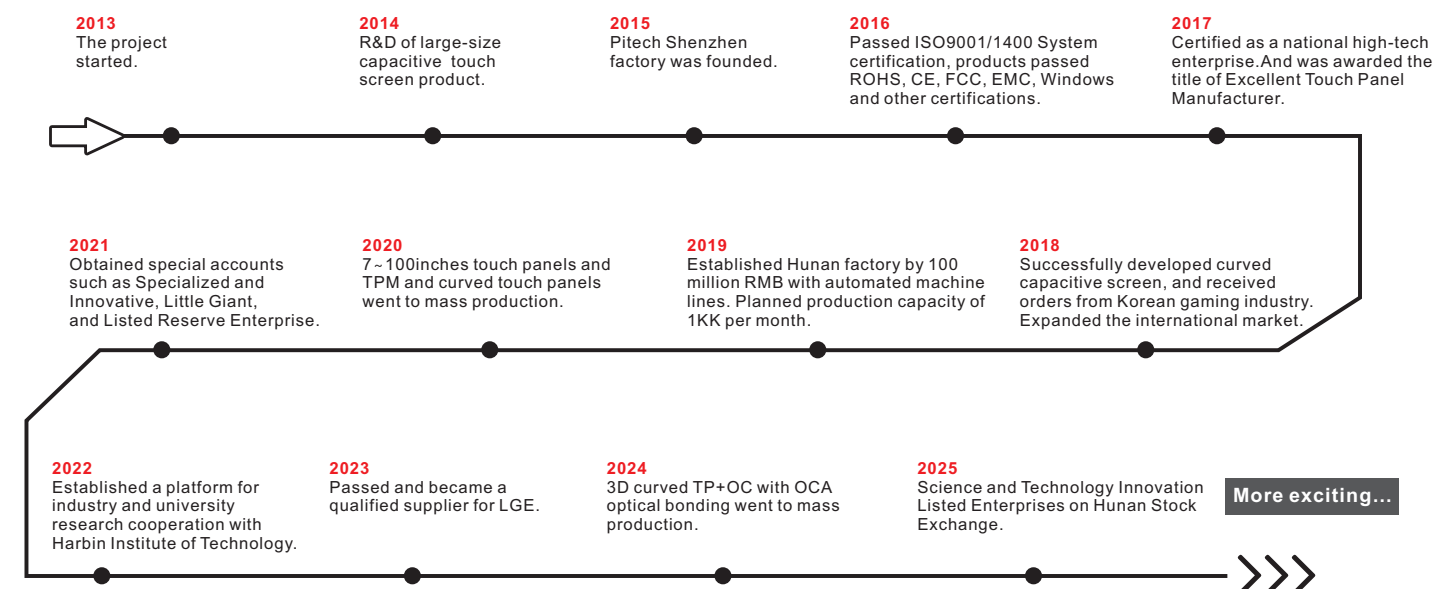 2013
The project
started.
2014
R&D of large-size
capacitive touch
screen product.
2015
Pitech Shenzhen
factory was founded.
2016
Passed ISO9001/1400 System
certification, products passed
ROHS, CE, FCC, EMC, Windows
and other certifications.
2017
Certified as a national high-tech
enterprise.And was awarded the
title of Excellent Touch Panel
Manufacturer.
2021
Obtained special accounts
such as Specialized and
Innovative, Little Giant,
and Listed Reserve Enterprise.
2020
7~100inches touch panels and
TPM and curved touch panels
went to mass production.
2019
Established Hunan factory by 100
million RMB with automated machine
lines. Planned production capacity of
1KK per month.
2018
Successfully developed curved
capacitive screen, and received
orders from Korean gaming industry.
Expanded the international market.
2022
Established a platform for
industry and university
research cooperation with
Harbin Institute of Technology.
2023
Passed and became a
qualified supplier for LGE.
2024
3D curved TP+OC with OCA
optical bonding went to mass
production.
2025
Science and Technology Innovation
Listed Enterprises on Hunan Stock
Exchange.
More exciting...